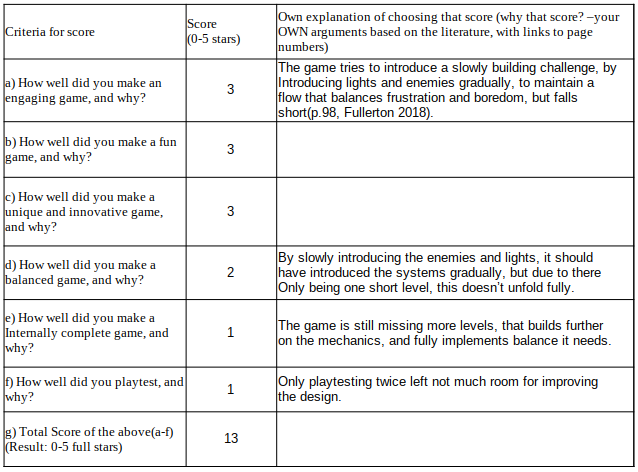 Criteria for score
Score
(0-5 stars)
Own explanation of choosing that score (why that score? –your
OWN arguments based on the literature, with links to page
numbers)
a) How well did you make an
engaging game, and why?
3
The game tries to introduce a slowly building challenge, by
Introducing lights and enemies gradually, to maintain a
flow that balances frustration and boredom, but falls
short(p.98, Fullerton 2018).
b) How well did you make a fun
game, and why?
3
c) How well did you make a
unique and innovative game,
and why?
3
d) How well did you make a
balanced game, and why?
2
By slowly introducing the enemies and lights, it should
have introduced the systems gradually, but due to there
Only being one short level, this doesn’t unfold fully.
e) How well did you make a
Internally complete game, and
why?
1
The game is still missing more levels, that builds further
on the mechanics, and fully implements balance it needs.
f) How well did you playtest, and
why?
1
Only playtesting twice left not much room for improving
the design.
g) Total Score of the above(a-f)
(Result: 0-5 full stars)
13